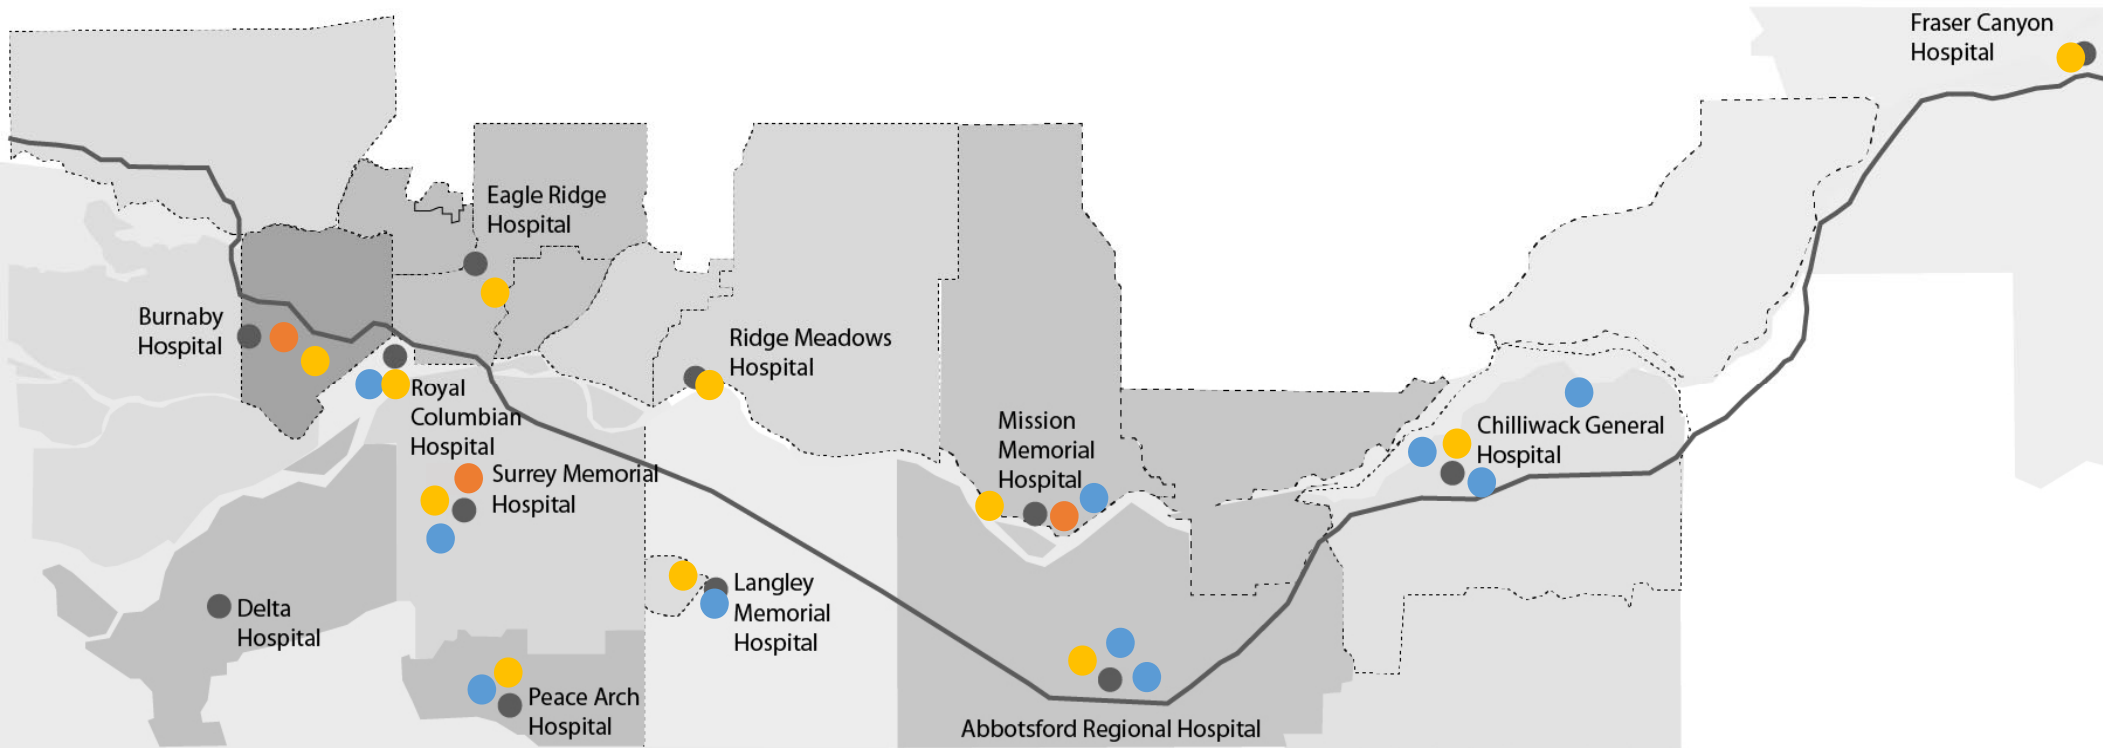 Fraser Canyon
Hospital
Eagle Ridge
Hospital
Burnaby
Hospital
Ridge Meadows
Hospital
Royal
Columbian
Hospital
Mission
Memorial
Hospital
Chilliwack General
Hospital
Surrey Memorial
Hospital
Langley
Memorial
Hospital
Delta
Hospital
Peace Arch
Hospital
Abbotsford Regional Hospital